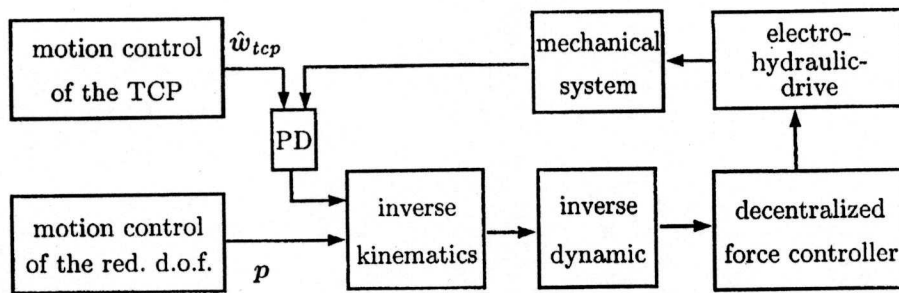 motion control
of the TCP
ŵ_tcp
mechanical
system
electro-
hydraulic-
drive
PD
motion control
of the red. d.o.f.
p
inverse
kinematics
inverse
dynamic
decentralized
force controller